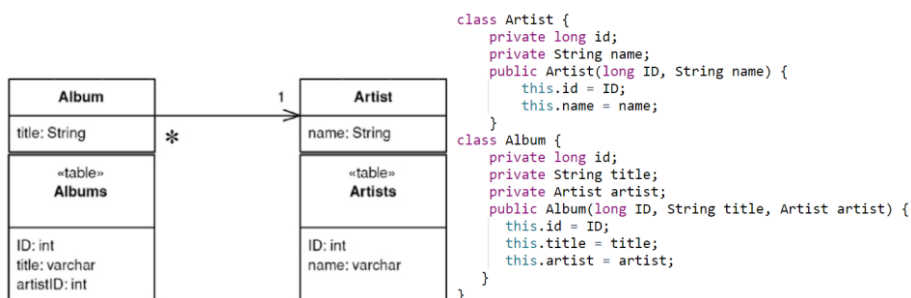 Album
title: String
*
«table»
Albums
ID: int
title: varchar
artistID: int
1
Artist
name: String
«table»
Artists
ID: int
name: varchar
class Artist {
    private long id;
    private String name;
    public Artist(long ID, String name) {
        this.id = ID;
        this.name = name;
    }
class Album {
    private long id;
    private String title;
    private Artist artist;
    public Album(long ID, String title, Artist artist) {
      this.id = ID;
      this.title = title;
      this.artist = artist;
   }
}